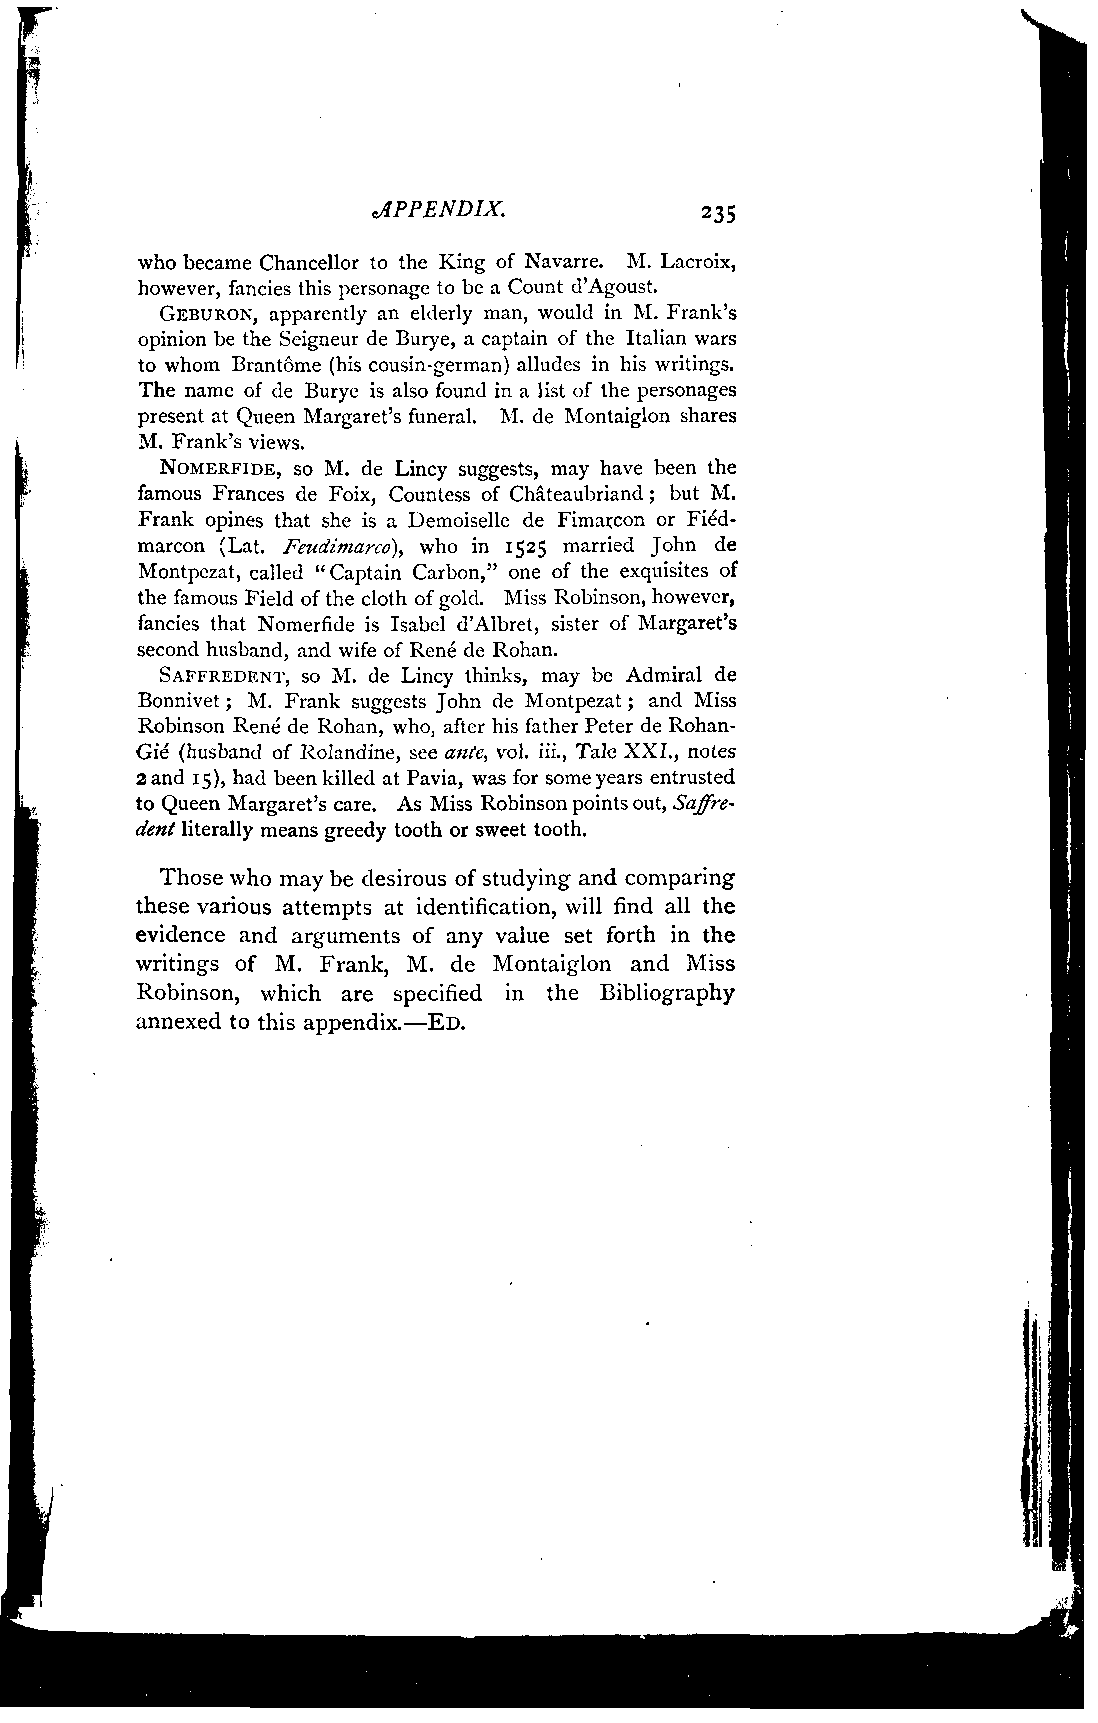 APPENDIX. 235
who became Chancellor to the King of Navarre. M. Lacroix,
however, fancies this personage to be a Count d'Agoust.
GEBURON, apparently an elderly man, would in M. Frank's
opinion be the Seigneur de Burye, a captain of the Italian wars
to whom Brantôme (his cousin-german) alludes in his writings.
The name of de Burye is also found in a list of the personages
present at Queen Margaret's funeral. M. de Montaiglon shares
M. Frank's views.
NOMERFIDE, so M. de Lincy suggests, may have been the
famous Frances de Foix, Countess of Châteaubriand; but M.
Frank opines that she is a Demoiselle de Fimarcon or Fiéd-
marcon (Lat. Feudimarco), who in 1525 married John de
Montpezat, called "Captain Carbon," one of the exquisites of
the famous Field of the cloth of gold. Miss Robinson, however,
fancies that Nomerfide is Isabel d'Albret, sister of Margaret's
second husband, and wife of René de Rohan.
SAFFREDENT, so M. de Lincy thinks, may be Admiral de
Bonnivet; M. Frank suggests John de Montpezat; and Miss
Robinson René de Rohan, who, after his father Peter de Rohan-
Gié (husband of Rolandine, see ante, vol. iii., Tale XXI., notes
2 and 15), had been killed at Pavia, was for some years entrusted
to Queen Margaret's care. As Miss Robinson points out, Saffre-
dent literally means greedy tooth or sweet tooth.
Those who may be desirous of studying and comparing
these various attempts at identification, will find all the
evidence and arguments of any value set forth in the
writings of M. Frank, M. de Montaiglon and Miss
Robinson, which are specified in the Bibliography
annexed to this appendix.—ED.